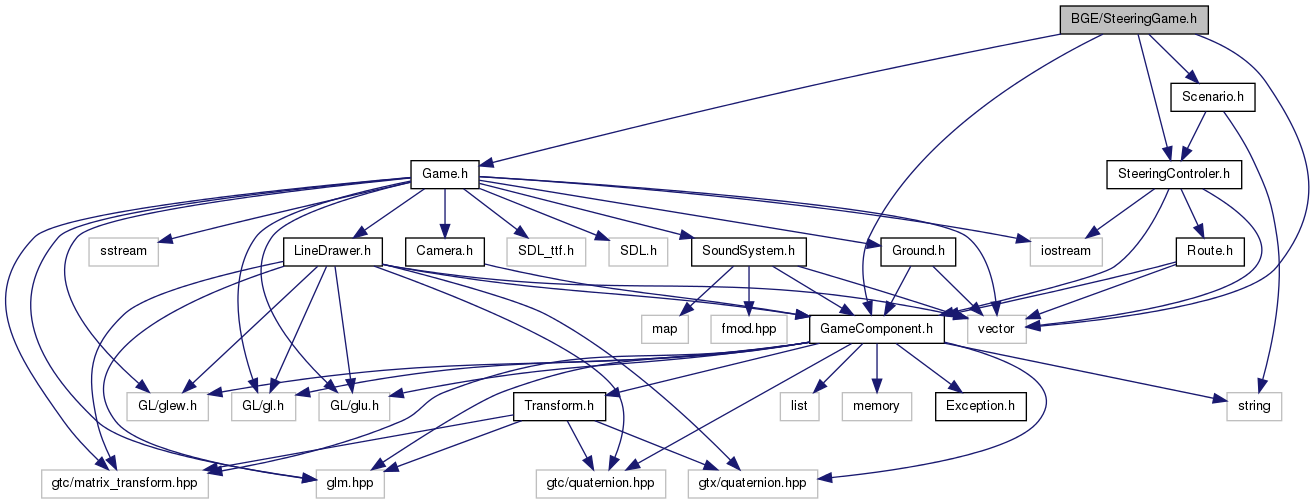 BGE/SteeringGame.h
Scenario.h
Game.h
SteeringControler.h
sstream
LineDrawer.h
Camera.h
SDL_ttf.h
SDL.h
SoundSystem.h
Ground.h
iostream
Route.h
map
fmod.hpp
GameComponent.h
vector
GL/glew.h
GL/gl.h
GL/glu.h
Transform.h
list
memory
Exception.h
string
gtc/matrix_transform.hpp
glm.hpp
gtc/quaternion.hpp
gtx/quaternion.hpp